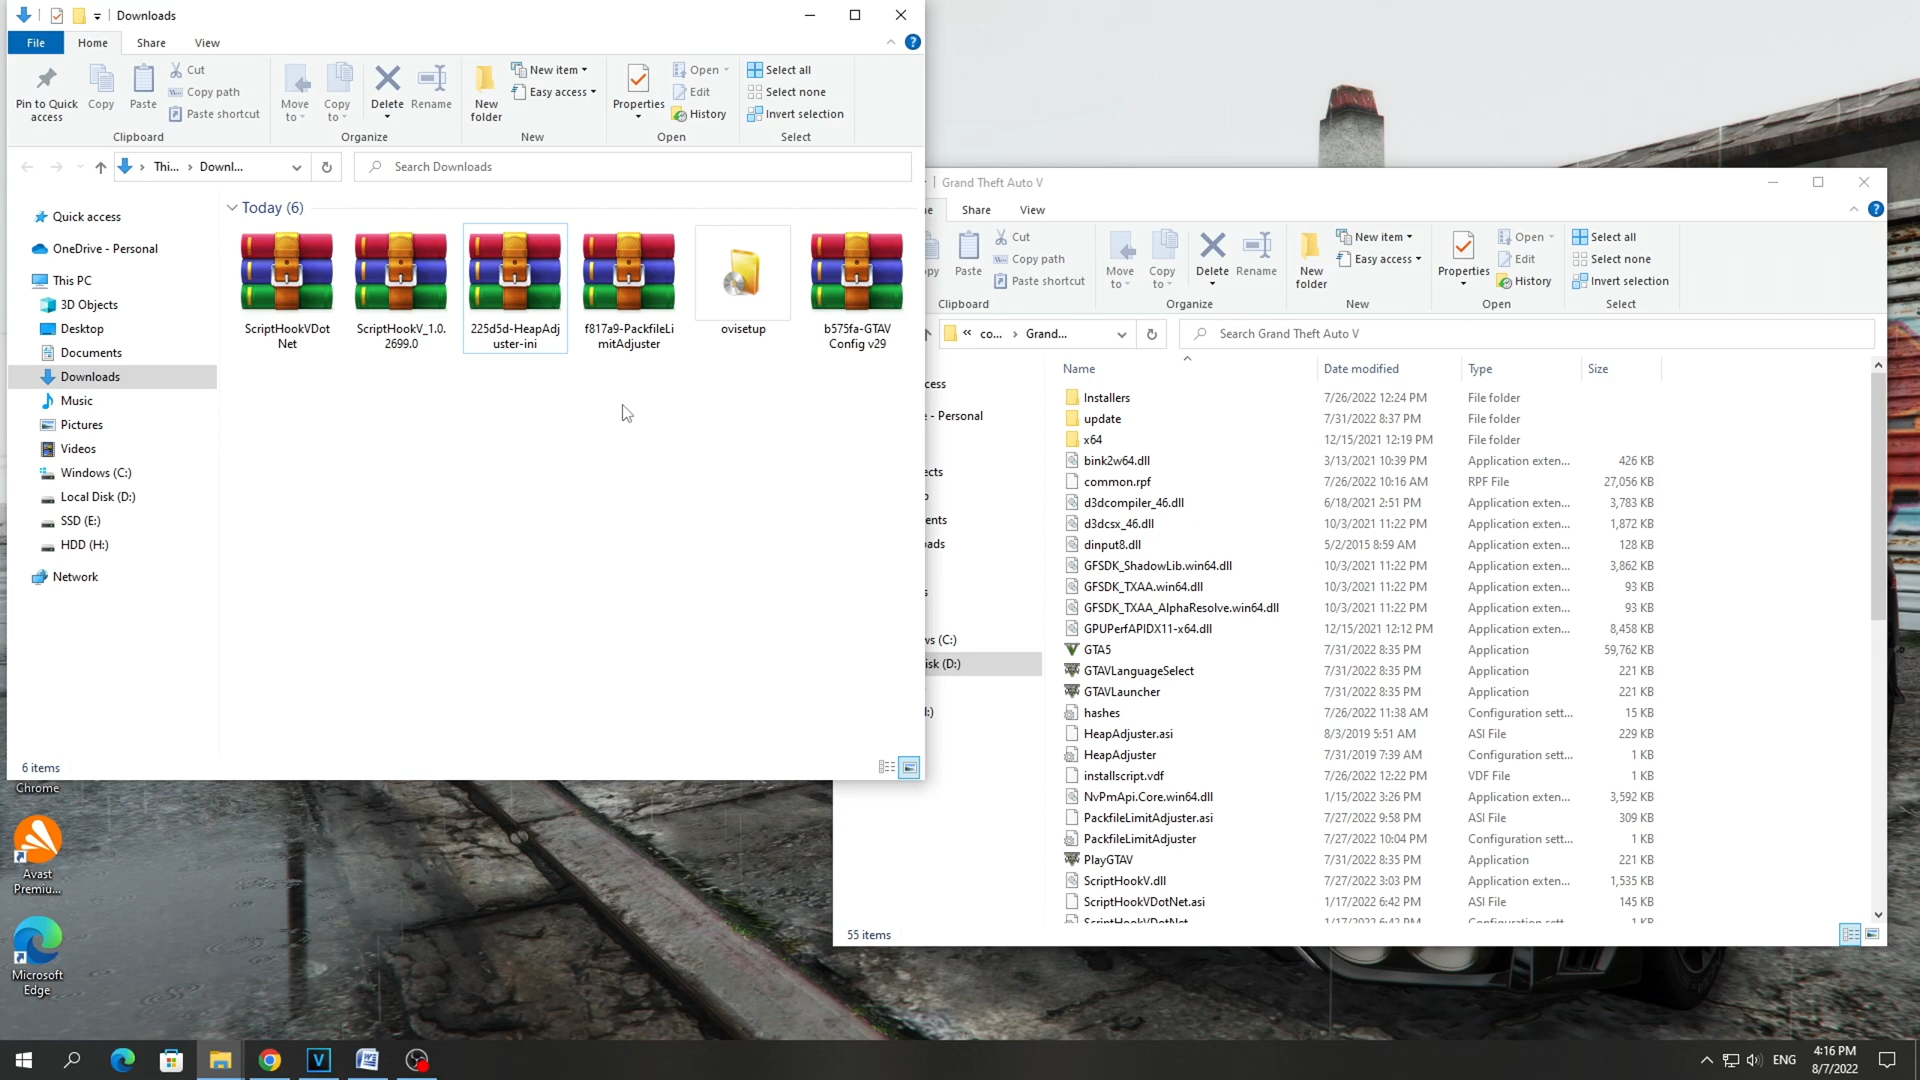 Downloads
File Home Share View
Pin to Quick access
Copy
Paste
Cut
Copy path
Paste shortcut
Clipboard
Move to
Copy to
Delete
Rename
Organize
New folder
New item
Easy access
New
Properties
Open
Edit
History
Open
Select all
Select none
Invert selection
Select
Thi... Downl...
Search Downloads
Quick access
OneDrive - Personal
This PC
3D Objects
Desktop
Documents
Downloads
Music
Pictures
Videos
Windows (C:)
Local Disk (D:)
SSD (E:)
HDD (H:)
Network
Today (6)
ScriptHookVDot
Net
ScriptHookV_1.0.
2699.0
225d5d-HeapAdj
uster-ini
f817a9-PackfileLi
mitAdjuster
ovisetup
b575fa-GTAV
Config v29
6 items
Grand Theft Auto V
me Share View
opy
Paste
Cut
Copy path
Paste shortcut
Clipboard
Move to
Copy to
Delete
Rename
Organize
New folder
New item
Easy access
New
Properties
Open
Edit
History
Open
Select all
Select none
Invert selection
Select
« co... Grand...
Search Grand Theft Auto V
cess
e - Personal
ects
p
ents
oads
s
ws (C:)
isk (D:)
I:)
Name Date modified Type Size
Installers 7/26/2022 12:24 PM File folder
update 7/31/2022 8:37 PM File folder
x64 12/15/2021 12:19 PM File folder
bink2w64.dll 3/13/2021 10:39 PM Application exten... 426 KB
common.rpf 7/26/2022 10:16 AM RPF File 27,056 KB
d3dcompiler_46.dll 6/18/2021 2:51 PM Application exten... 3,783 KB
d3dcsx_46.dll 10/3/2021 11:22 PM Application exten... 1,872 KB
dinput8.dll 5/2/2015 8:59 AM Application exten... 128 KB
GFSDK_ShadowLib.win64.dll 10/3/2021 11:22 PM Application exten... 3,862 KB
GFSDK_TXAA.win64.dll 10/3/2021 11:22 PM Application exten... 93 KB
GFSDK_TXAA_AlphaResolve.win64.dll 10/3/2021 11:22 PM Application exten... 93 KB
GPUPerfAPIDX11-x64.dll 12/15/2021 12:12 PM Application exten... 8,458 KB
GTA5 7/31/2022 8:35 PM Application 59,762 KB
GTAVLanguageSelect 7/31/2022 8:35 PM Application 221 KB
GTAVLauncher 7/31/2022 8:35 PM Application 221 KB
hashes 7/26/2022 11:38 AM Configuration sett... 15 KB
HeapAdjuster.asi 8/3/2019 5:51 AM ASI File 229 KB
HeapAdjuster 7/31/2019 7:39 AM Configuration sett... 1 KB
installscript.vdf 7/26/2022 12:22 PM VDF File 1 KB
NvPmApi.Core.win64.dll 1/15/2022 3:26 PM Application exten... 3,592 KB
PackfileLimitAdjuster.asi 7/27/2022 9:58 PM ASI File 309 KB
PackfileLimitAdjuster 7/27/2022 10:04 PM Configuration sett... 1 KB
PlayGTAV 7/31/2022 8:35 PM Application 221 KB
ScriptHookV.dll 7/27/2022 3:03 PM Application exten... 1,535 KB
ScriptHookVDotNet.asi 1/17/2022 6:42 PM ASI File 145 KB
ScriptHookVDotNet 1/17/2022 6:42 PM Configuration sett... 1 KB
55 items
Chrome
Avast
Premiu...
Microsoft
Edge
ENG
4:16 PM
8/7/2022